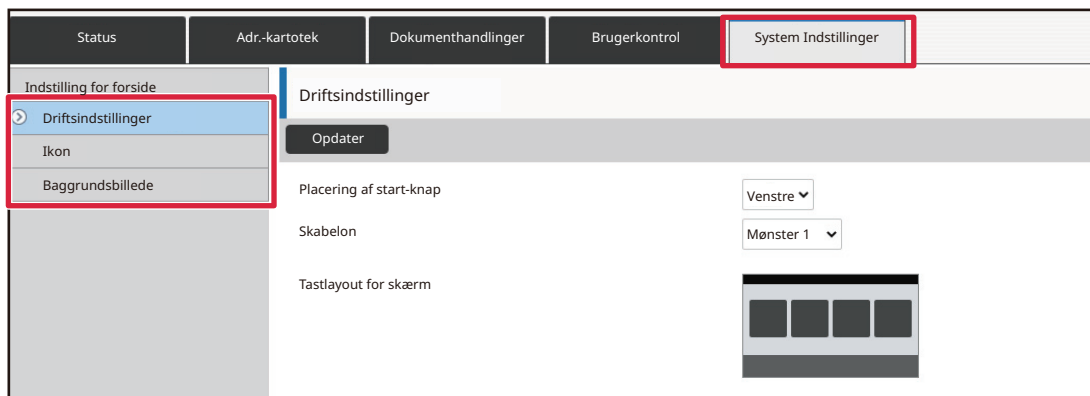 Status
Adr.-kartotek
Dokumenthandlinger
Brugerkontrol
System Indstillinger
Indstilling for forside
Driftsindstillinger
Ikon
Baggrundsbillede
Driftsindstillinger
Opdater
Placering af start-knap
Venstre
Skabelon
Mønster 1
Tastlayout for skærm